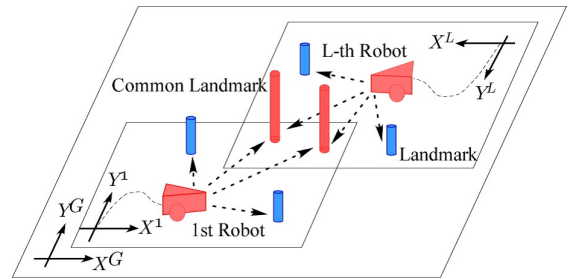 L-th Robot
X^L
Common Landmark
Y^L
Landmark
Y^1
Y^G
X^1
1st Robot
X^G